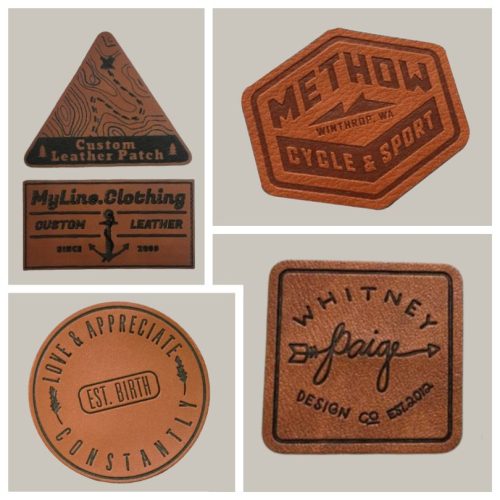 Custom
Leather Patch
MyLine.Clothing
CUSTOM LEATHER
SINCE 2009
METHOW
WINTHROP, WA
CYCLE & SPORT
LOVE & APPRECIATE
EST. BIRTH
CONSTANTLY
WHITNEY
Paige
DESIGN CO EST. 2012